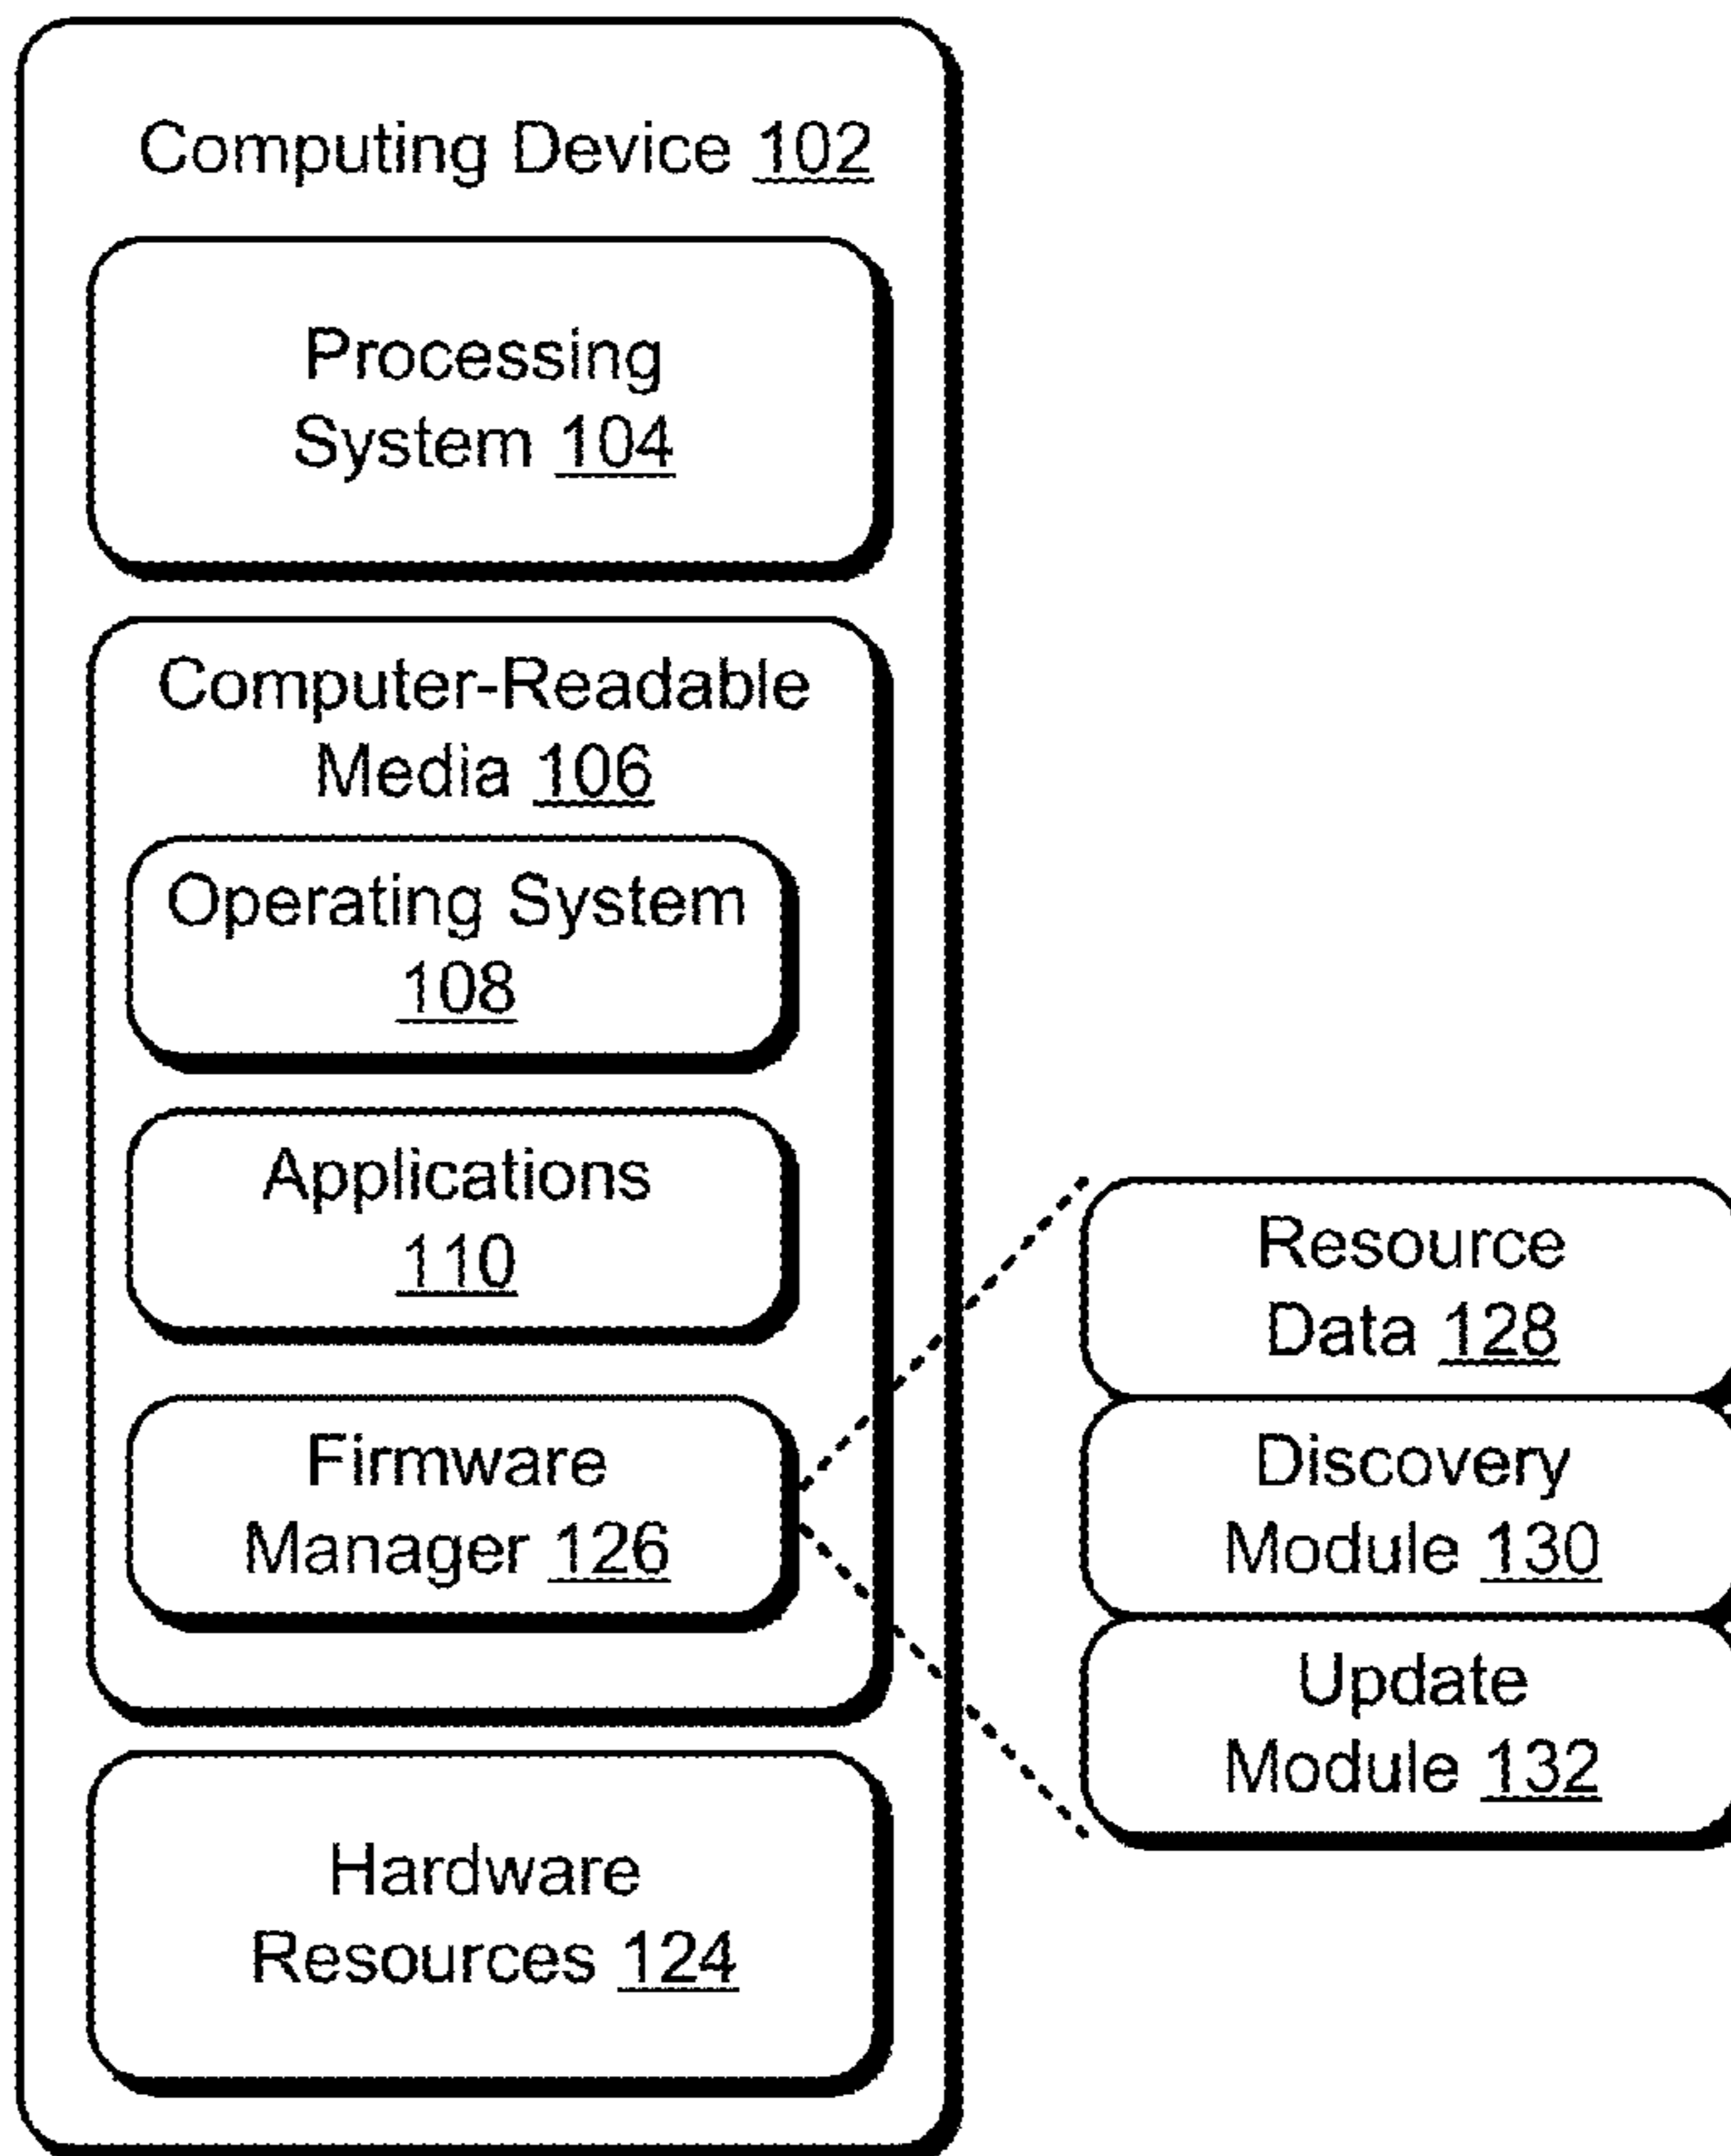 Computing Device 102
Processing
System 104
Computer-Readable
Media 106
Operating System
108
Applications
110
Firmware
Manager 126
Hardware
Resources 124
Resource
Data 128
Discovery
Module 130
Update
Module 132